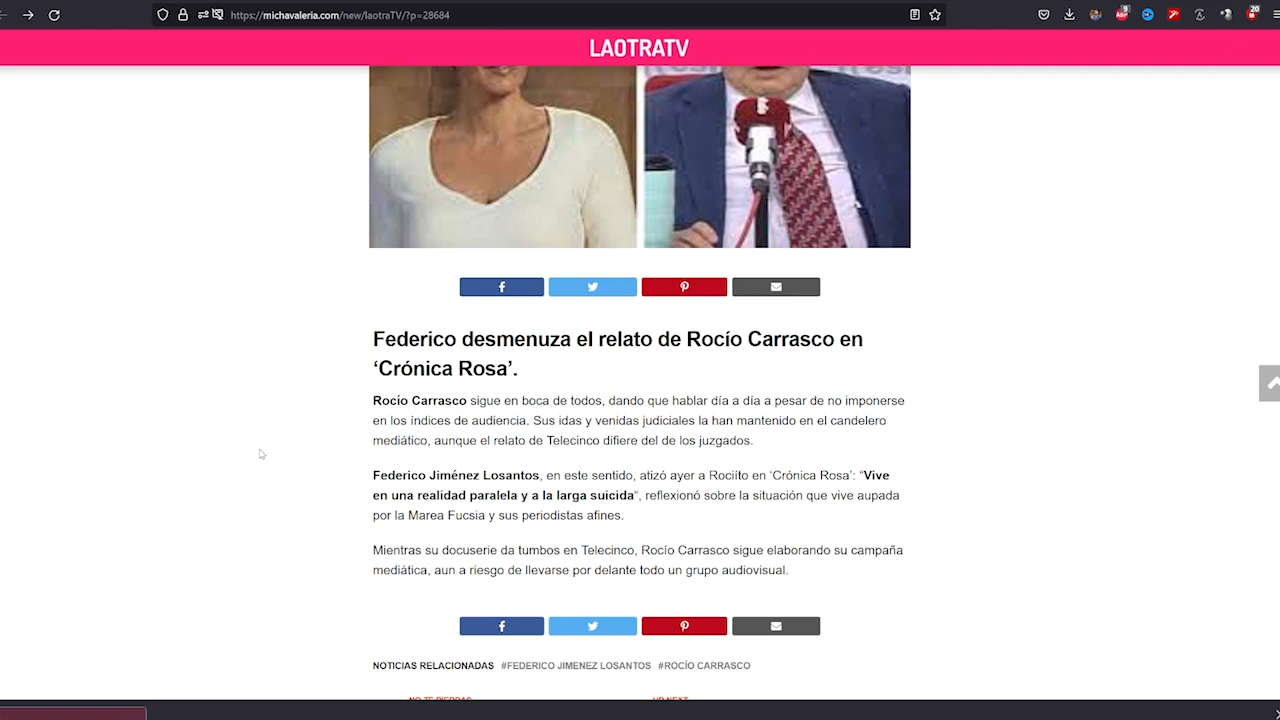 https://michavaleria.com/new/laotraTV/?p=28684
9
20
LAOTRATV
Federico desmenuza el relato de Rocío Carrasco en
‘Crónica Rosa’.
Rocío Carrasco sigue en boca de todos, dando que hablar día a día a pesar de no imponerse
en los índices de audiencia. Sus idas y venidas judiciales la han mantenido en el candelero
mediático, aunque el relato de Telecinco difiere del de los juzgados.
Federico Jiménez Losantos, en este sentido, atizó ayer a Rociíto en ‘Crónica Rosa’: “Vive
en una realidad paralela y a la larga suicida“, reflexionó sobre la situación que vive aupada
por la Marea Fucsia y sus periodistas afines.
Mientras su docuserie da tumbos en Telecinco, Rocío Carrasco sigue elaborando su campaña
mediática, aun a riesgo de llevarse por delante todo un grupo audiovisual.
NOTICIAS RELACIONADAS #FEDERICO JIMENEZ LOSANTOS #ROCÍO CARRASCO